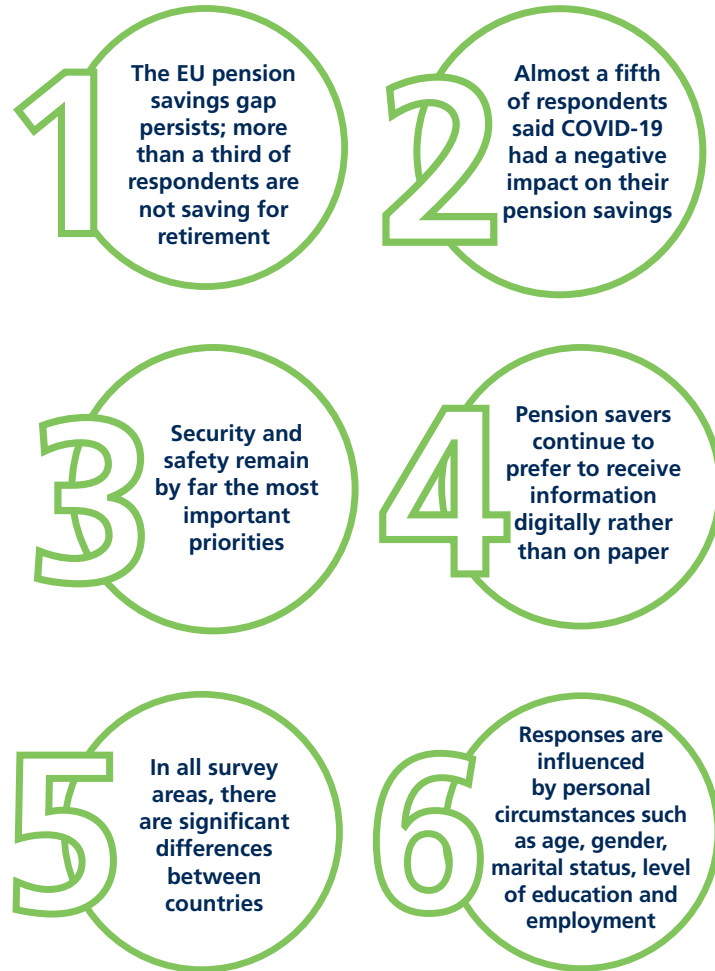 1
The EU pension
savings gap
persists; more
than a third of
respondents are
not saving for
retirement
2
Almost a fifth
of respondents
said COVID-19
had a negative
impact on their
pension savings
3
Security and
safety remain
by far the most
important
priorities
4
Pension savers
continue to
prefer to receive
information
digitally rather
than on paper
5
In all survey
areas, there
are significant
differences
between
countries
6
Responses are
influenced
by personal
circumstances such
as age, gender,
marital status, level
of education and
employment